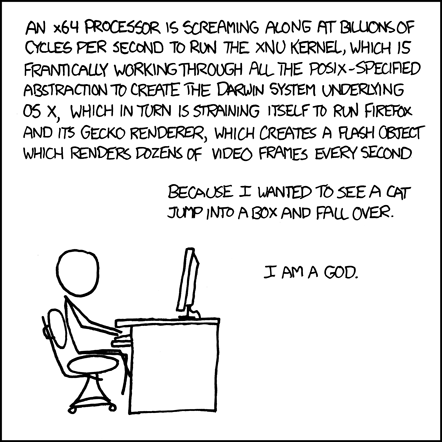 AN x64 PROCESSOR IS SCREAMING ALONG AT BILLIONS OF
CYCLES PER SECOND TO RUN THE XNU KERNEL, WHICH IS
FRANTICALLY WORKING THROUGH ALL THE POSIX-SPECIFIED
ABSTRACTION TO CREATE THE DARWIN SYSTEM UNDERLYING
OS X, WHICH IN TURN IS STRAINING ITSELF TO RUN FIREFOX
AND ITS GECKO RENDERER, WHICH CREATES A FLASH OBJECT
WHICH RENDERS DOZENS OF VIDEO FRAMES EVERY SECOND
BECAUSE I WANTED TO SEE A CAT
JUMP INTO A BOX AND FALL OVER.
I AM A GOD.